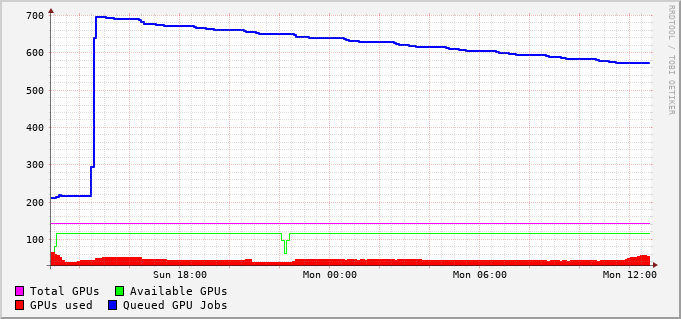 700
600
500
400
300
200
100
Sun 18:00 Mon 00:00 Mon 06:00 Mon 12:00
Total GPUs Available GPUs
GPUs used Queued GPU Jobs
RRDTOOL / TOBI OETIKER